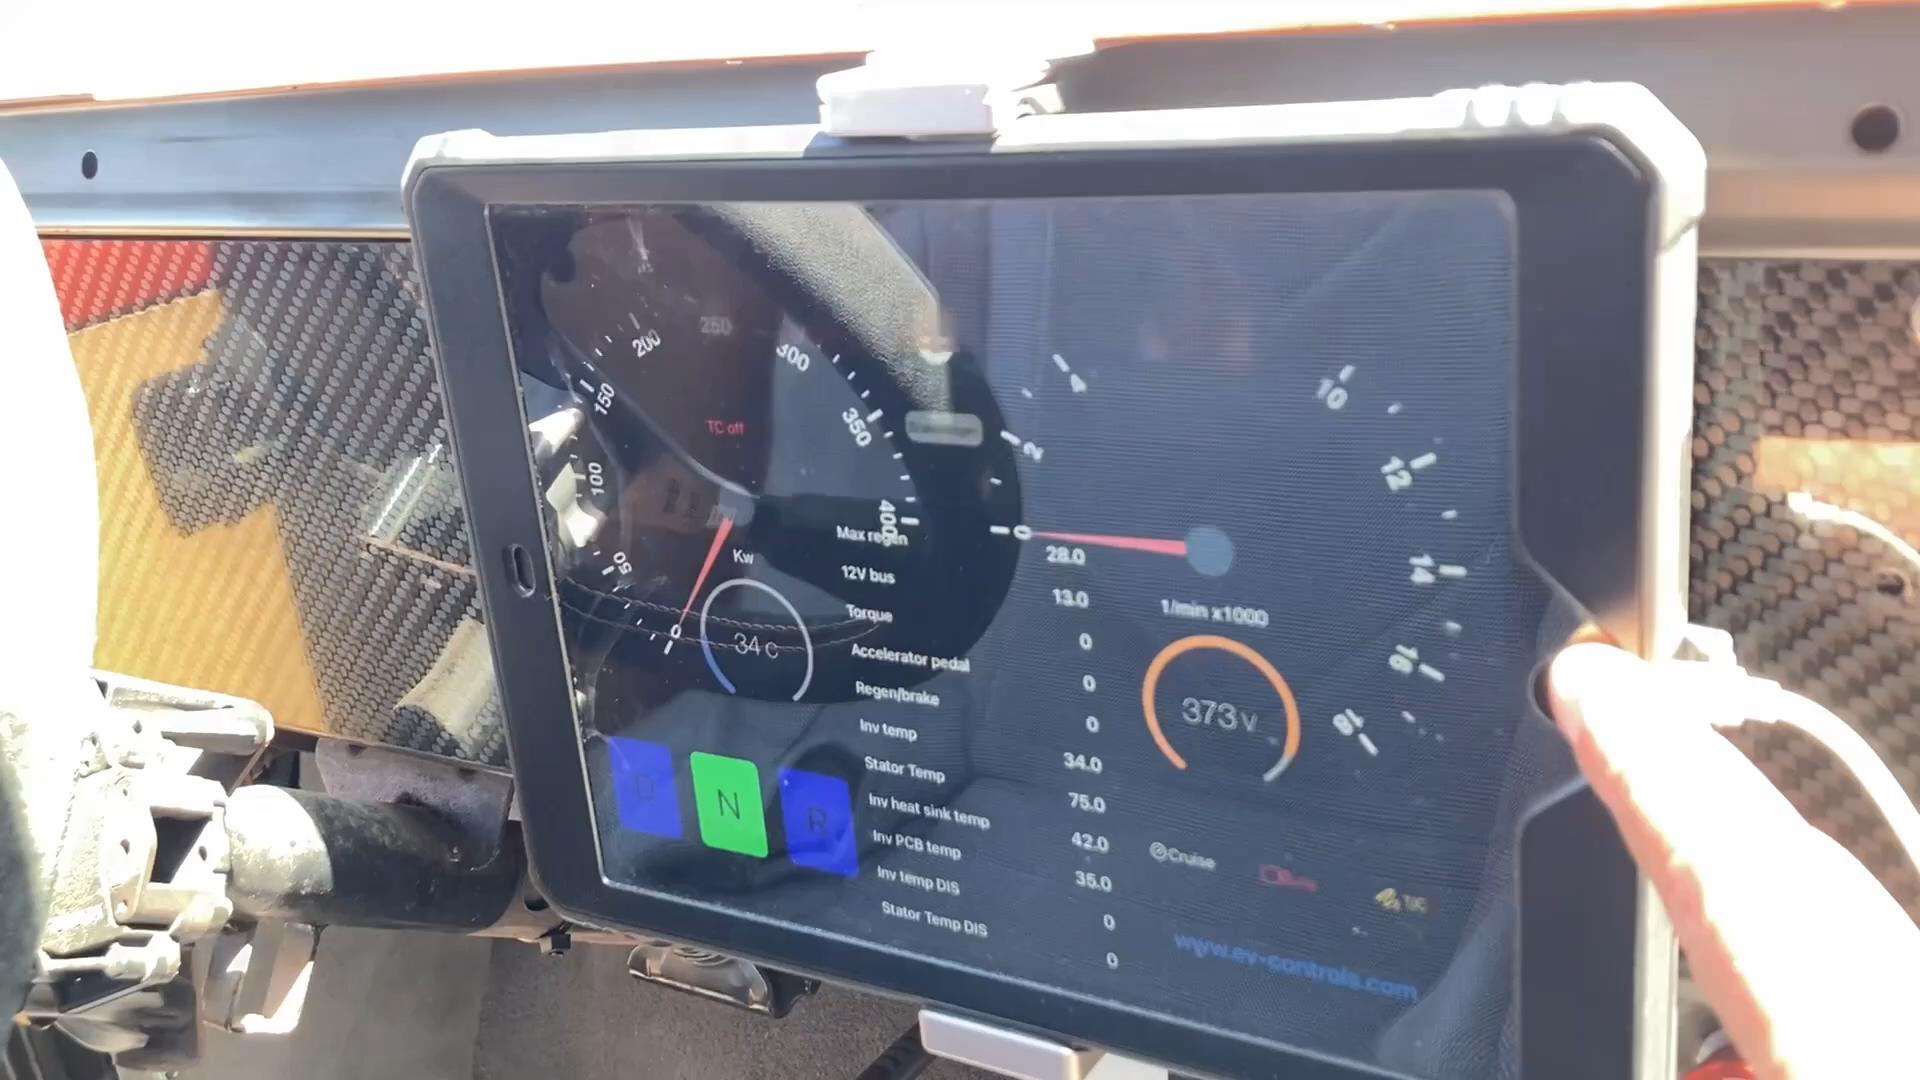 200
250
300
150
350
TC off
100
400
50
0
Kw
34 C
4
10
2
12
0
14
1/min x1000
16
18
373 V
Max regen 28.0
12V bus 13.0
Torque 0
Accelerator pedal 0
Regen/brake 0
Inv temp 34.0
Stator Temp 75.0
Inv heat sink temp 42.0
Inv PCB temp 35.0
Inv temp DIS 0
Stator Temp DIS 0
D N R
Cruise
www.ev-controls.com